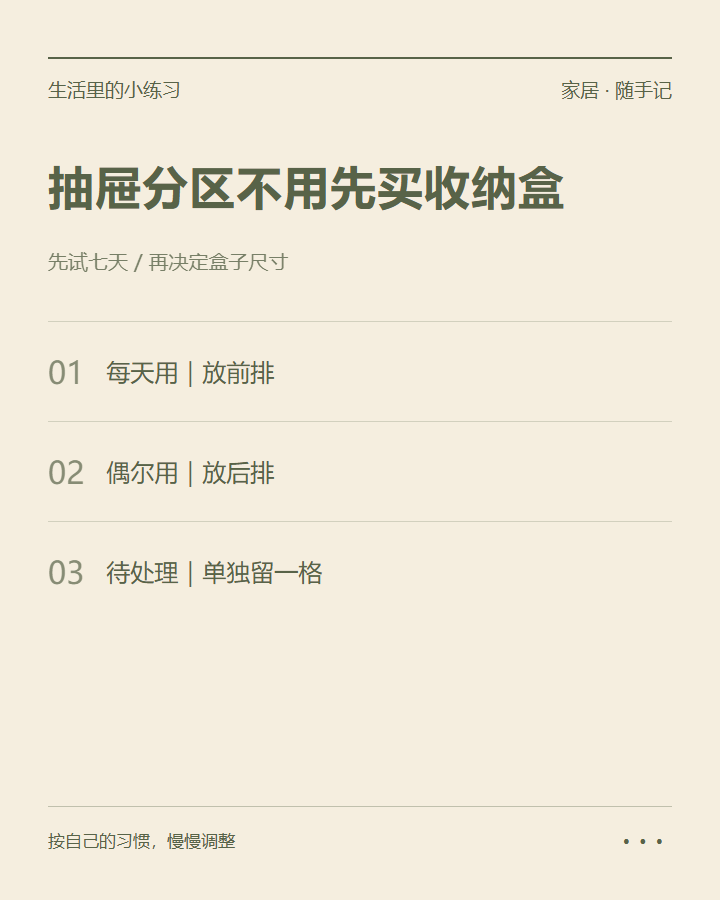 生活里的小练习
家居 · 随手记
抽屉分区不用先买收纳盒
先试七天 / 再决定盒子尺寸
01 每天用｜放前排
02 偶尔用｜放后排
03 待处理｜单独留一格
按自己的习惯，慢慢调整
• • •